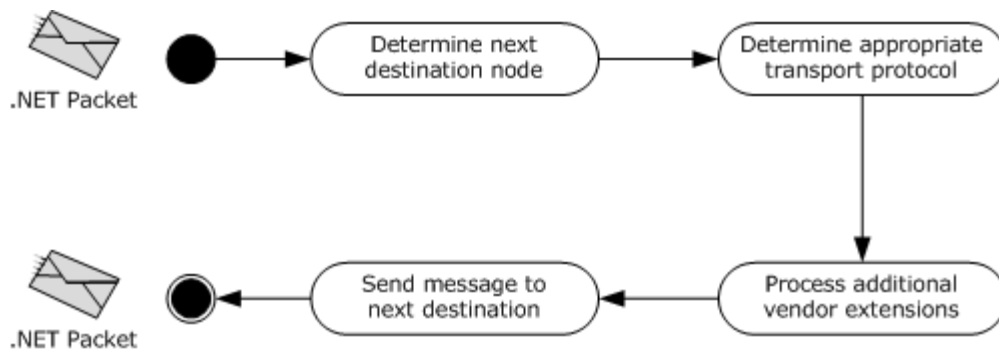 .NET Packet
Determine next
destination node
Determine appropriate
transport protocol
.NET Packet
Send message to
next destination
Process additional
vendor extensions